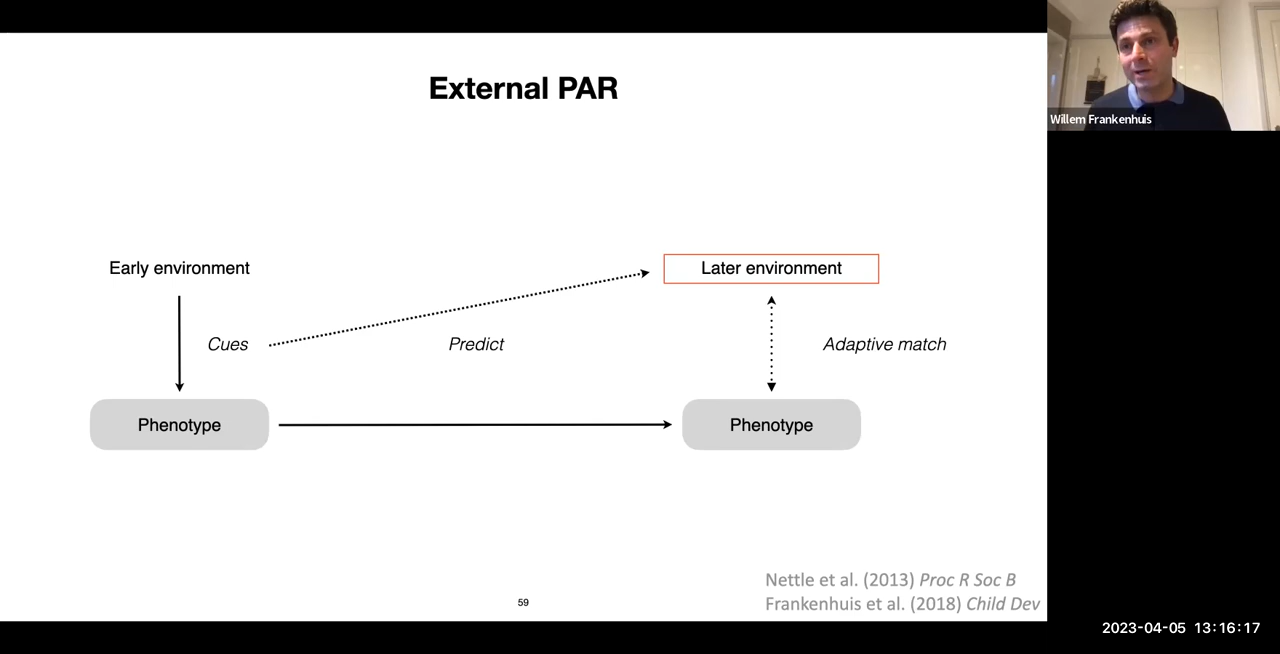 External PAR
Willem Frankenhuis
Early environment
Later environment
Cues
Predict
Adaptive match
Phenotype
Phenotype
Nettle et al. (2013) Proc R Soc B
59
Frankenhuis et al. (2018) Child Dev
2023-04-05 13:16:17